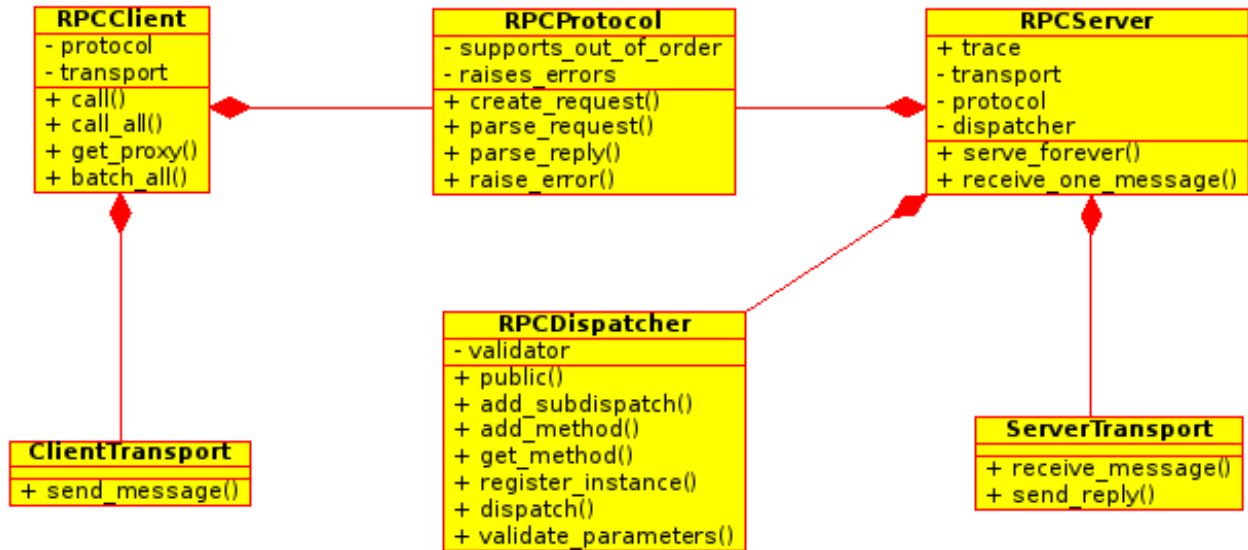 RPCClient
- protocol
- transport
+ call()
+ call_all()
+ get_proxy()
+ batch_all()
RPCProtocol
- supports_out_of_order
- raises_errors
+ create_request()
+ parse_request()
+ parse_reply()
+ raise_error()
RPCServer
+ trace
- transport
- protocol
- dispatcher
+ serve_forever()
+ receive_one_message()
ClientTransport
+ send_message()
RPCDispatcher
- validator
+ public()
+ add_subdispatch()
+ add_method()
+ get_method()
+ register_instance()
+ dispatch()
+ validate_parameters()
ServerTransport
+ receive_message()
+ send_reply()